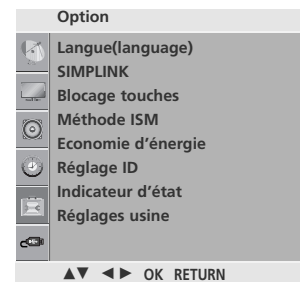 Option
Langue(language)
SIMPLINK
Blocage touches
Méthode ISM
Economie d'énergie
Réglage ID
Indicateur d'état
Réglages usine
▲▼ ◄► OK RETURN